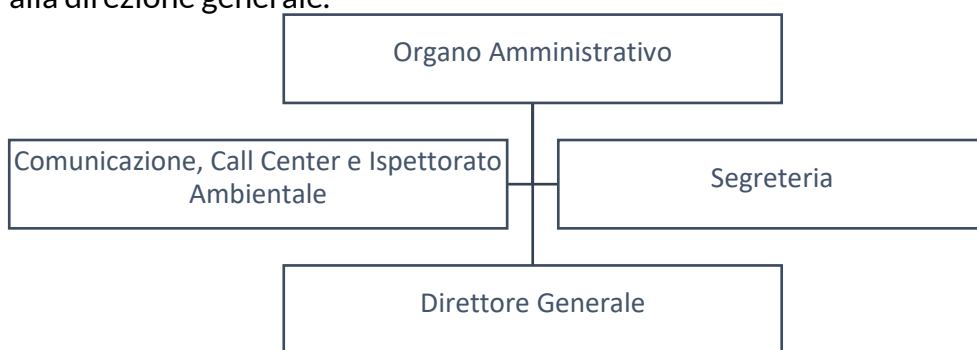 alla direzione generale.
Organo Amministrativo
Comunicazione, Call Center e Ispettorato
Ambientale
Segreteria
Direttore Generale